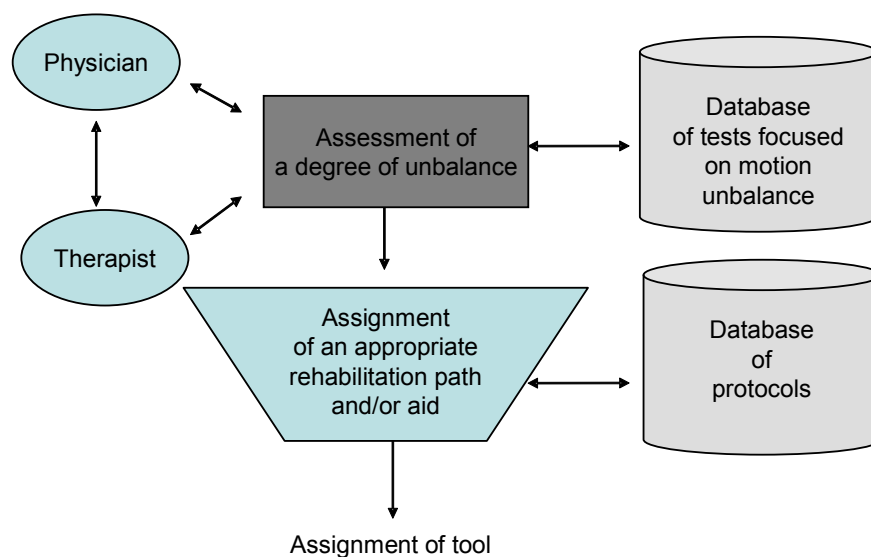 Physician
Assessment of
a degree of unbalance
Database
of tests focused
on motion
unbalance
Therapist
Assignment
of an appropriate
rehabilitation path
and/or aid
Database
of
protocols
Assignment of tool